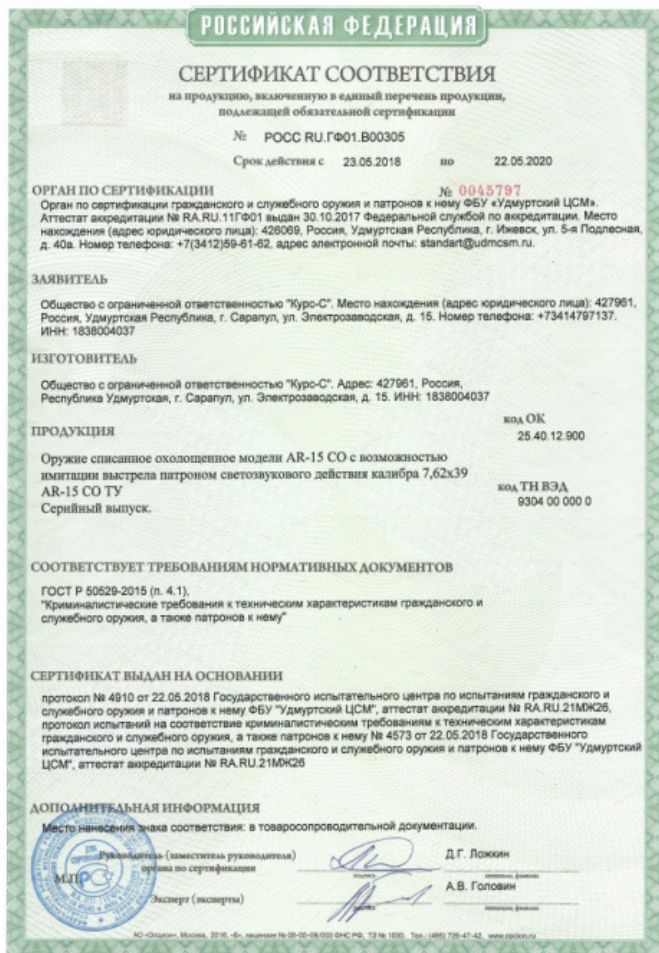 РОССИЙСКАЯ ФЕДЕРАЦИЯ
СЕРТИФИКАТ СООТВЕТСТВИЯ
на продукцию, включенную в единый перечень продукции,
подлежащей обязательной сертификации
№ РОСС RU.ГФ01.В00305
Срок действия с 23.05.2018 по 22.05.2020
ОРГАН ПО СЕРТИФИКАЦИИ № 0045797
Орган по сертификации гражданского и служебного оружия и патронов к нему ФБУ «Удмуртский ЦСМ».
Аттестат аккредитации № RA.RU.11ГФ01 выдан 30.10.2017 Федеральной службой по аккредитации. Место
нахождения (адрес юридического лица): 426069, Россия, Удмуртская Республика, г. Ижевск, ул. 5-я Подлесная,
д. 40а. Номер телефона: +7(3412)59-61-62, адрес электронной почты: standart@udmcsm.ru.
ЗАЯВИТЕЛЬ
Общество с ограниченной ответственностью "Курс-С". Место нахождения (адрес юридического лица): 427961,
Россия, Удмуртская Республика, г. Сарапул, ул. Электрозаводская, д. 15. Номер телефона: +73414797137.
ИНН: 1838004037
ИЗГОТОВИТЕЛЬ
Общество с ограниченной ответственностью "Курс-С". Адрес: 427961, Россия,
Республика Удмуртская, г. Сарапул, ул. Электрозаводская, д. 15. ИНН: 1838004037
код ОК
25.40.12.900
ПРОДУКЦИЯ
Оружие списанное охолощенное модели AR-15 СО с возможностью
имитации выстрела патроном светозвукового действия калибра 7,62х39
AR-15 СО ТУ
Серийный выпуск.
код ТН ВЭД
9304 00 000 0
СООТВЕТСТВУЕТ ТРЕБОВАНИЯМ НОРМАТИВНЫХ ДОКУМЕНТОВ
ГОСТ Р 50529-2015 (п. 4.1),
"Криминалистические требования к техническим характеристикам гражданского и
служебного оружия, а также патронов к нему"
СЕРТИФИКАТ ВЫДАН НА ОСНОВАНИИ
протокол № 4910 от 22.05.2018 Государственного испытательного центра по испытаниям гражданского и
служебного оружия и патронов к нему ФБУ "Удмуртский ЦСМ", аттестат аккредитации № RA.RU.21МЖ26,
протокол испытаний на соответствие криминалистическим требованиям к техническим характеристикам
гражданского и служебного оружия, а также патронов к нему № 4573 от 22.05.2018 Государственного
испытательного центра по испытаниям гражданского и служебного оружия и патронов к нему ФБУ "Удмуртский
ЦСМ", аттестат аккредитации № RA.RU.21МЖ26
ДОПОЛНИТЕЛЬНАЯ ИНФОРМАЦИЯ
Место нанесения знака соответствия: в товаросопроводительной документации.
Руководитель (заместитель руководителя) Д.Г. Ложкин
органа по сертификации
М.П.
А.В. Головин
Эксперт (эксперты)